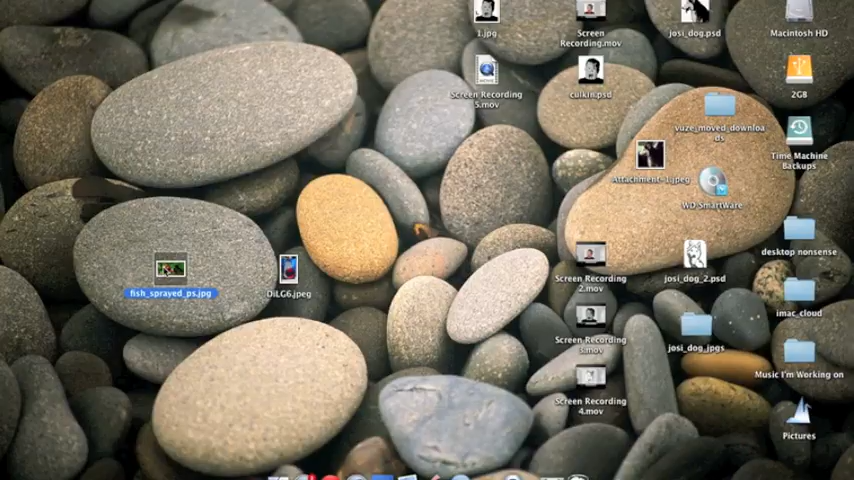 1.jpg
Screen
Recording.mov
josi_dog.psd
Macintosh HD
Screen Recording
5.mov
culkin.psd
2GB
vuze_moved_downloa
ds
Time Machine
Backups
Attachment-1.jpeg
WD SmartWare
desktop nonsense
Screen Recording
2.mov
josi_dog_2.psd
fish_sprayed_ps.jpg
OiLG6.jpeg
imac_cloud
Screen Recording
3.mov
josi_dog_jpgs
Music I'm Working on
Screen Recording
4.mov
Pictures